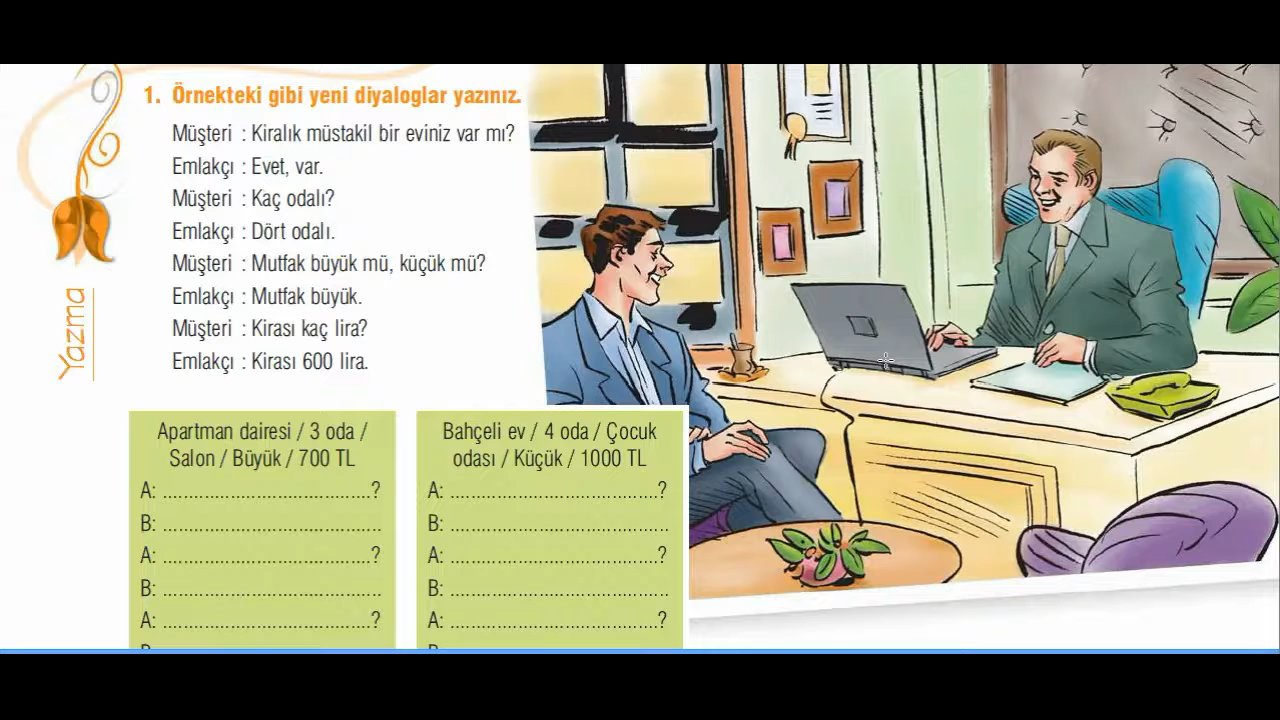 1. Örnekteki gibi yeni diyaloglar yazınız.
Müşteri : Kiralık müstakil bir eviniz var mı?
Emlakçı : Evet, var.
Müşteri : Kaç odalı?
Emlakçı : Dört odalı.
Müşteri : Mutfak büyük mü, küçük mü?
Emlakçı : Mutfak büyük.
Müşteri : Kirası kaç lira?
Emlakçı : Kirası 600 lira.
Yazma
Apartman dairesi / 3 oda /
Salon / Büyük / 700 TL
A: ......................................?
B: ........................................
A: ......................................?
B: ........................................
A: ......................................?
Bahçeli ev / 4 oda / Çocuk
odası / Küçük / 1000 TL
A: ......................................?
B: ........................................
A: ......................................?
B: ........................................
A: ......................................?